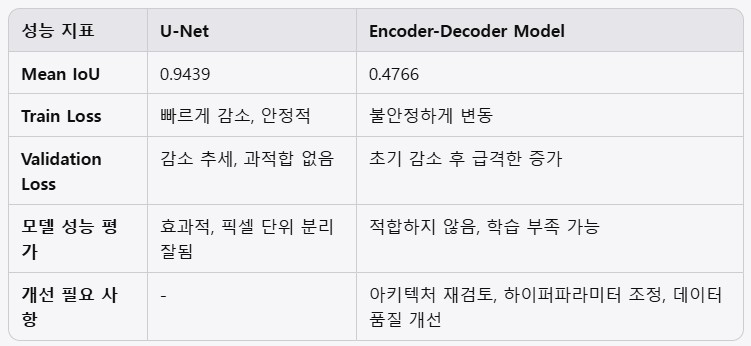 성능 지표 U-Net Encoder-Decoder Model
Mean IoU 0.9439 0.4766
Train Loss 빠르게 감소, 안정적 불안정하게 변동
Validation 감소 추세, 과적합 없음 초기 감소 후 급격한 증가
Loss
모델 성능 평 효과적, 픽셀 단위 분리 적합하지 않음, 학습 부족 가능
가 잘됨
개선 필요 사 - 아키텍처 재검토, 하이퍼파라미터 조정, 데이터
항 품질 개선